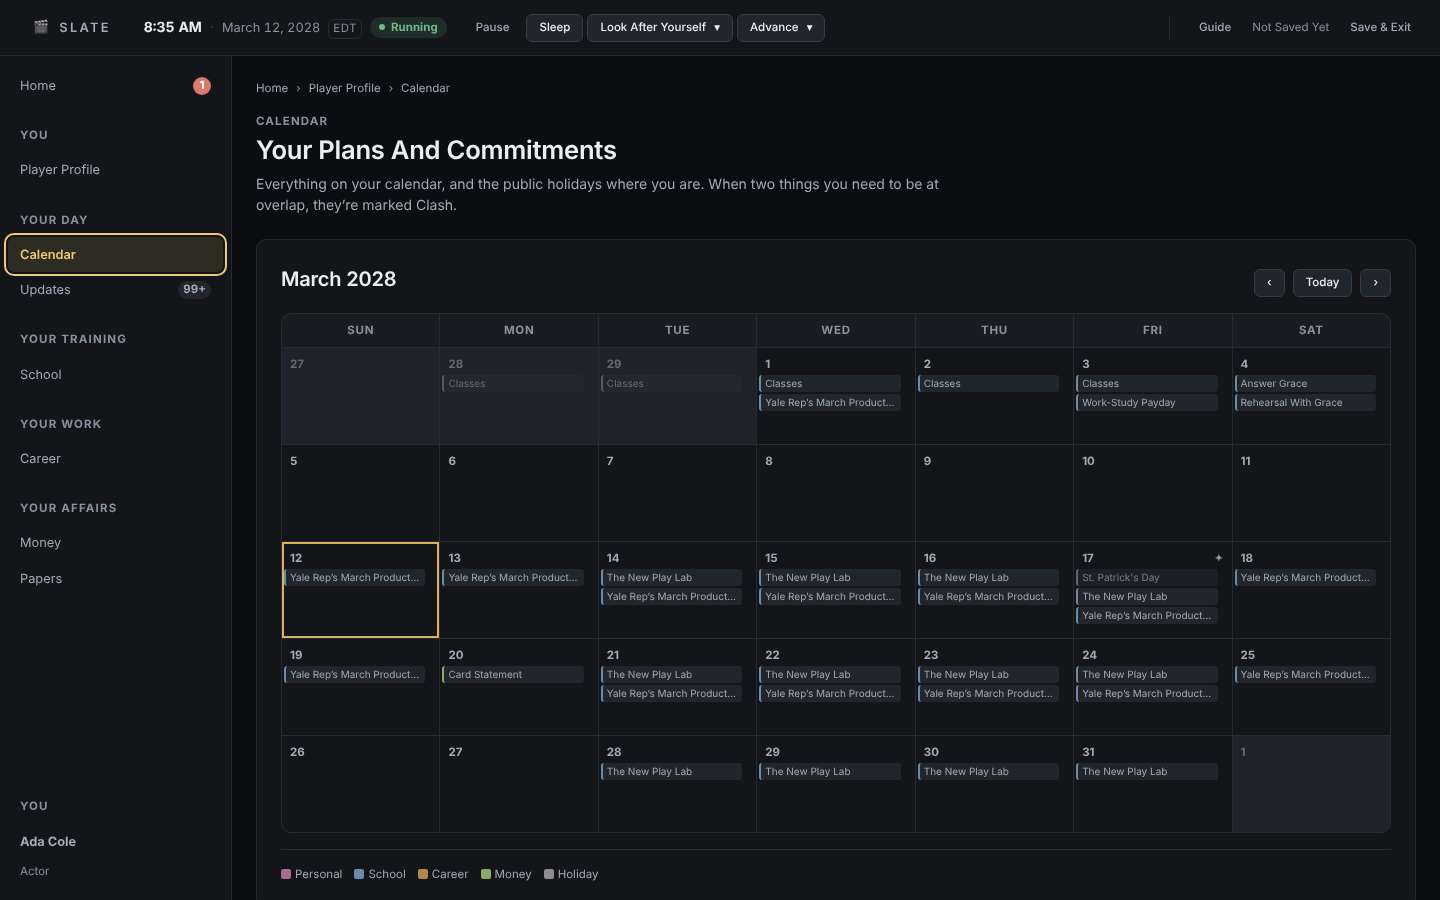 SLATE
8:35 AM · March 12, 2028 EDT Running Pause Sleep Look After Yourself ▾ Advance ▾ Guide Not Saved Yet Save & Exit
Home 1
YOU
Player Profile
YOUR DAY
Calendar
Updates 99+
YOUR TRAINING
School
YOUR WORK
Career
YOUR AFFAIRS
Money
Papers
YOU
Ada Cole
Actor
Home › Player Profile › Calendar
CALENDAR
Your Plans And Commitments
Everything on your calendar, and the public holidays where you are. When two things you need to be at
overlap, they’re marked Clash.
March 2028
‹ Today ›
SUN MON TUE WED THU FRI SAT
27 28 29 1 2 3 4
Classes Classes Classes Classes Classes Answer Grace
Yale Rep’s March Product... Work-Study Payday Rehearsal With Grace
5 6 7 8 9 10 11
12 13 14 15 16 17 ✦ 18
Yale Rep’s March Product... Yale Rep’s March Product... The New Play Lab The New Play Lab The New Play Lab St. Patrick's Day Yale Rep’s March Product...
Yale Rep’s March Product... Yale Rep’s March Product... Yale Rep’s March Product... The New Play Lab
Yale Rep’s March Product...
19 20 21 22 23 24 25
Yale Rep’s March Product... Card Statement The New Play Lab The New Play Lab The New Play Lab The New Play Lab Yale Rep’s March Product...
Yale Rep’s March Product... Yale Rep’s March Product... Yale Rep’s March Product... Yale Rep’s March Product...
26 27 28 29 30 31 1
The New Play Lab The New Play Lab The New Play Lab The New Play Lab
Personal School Career Money Holiday